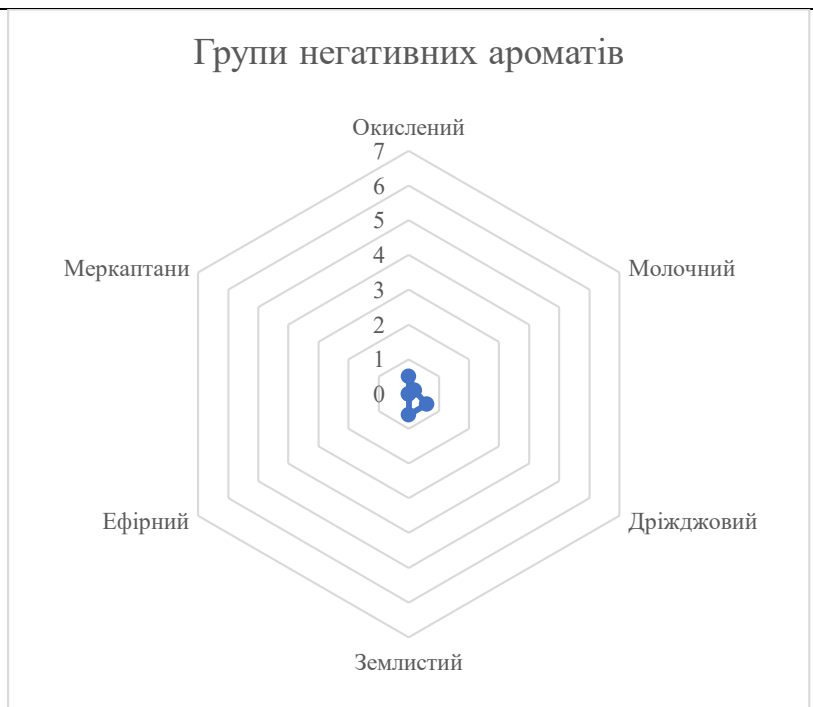 Групи негативних ароматів
Окислений
7
6
5
4
3
2
1
0
Меркаптани
Молочний
Ефірний
Дріжджовий
Землистий